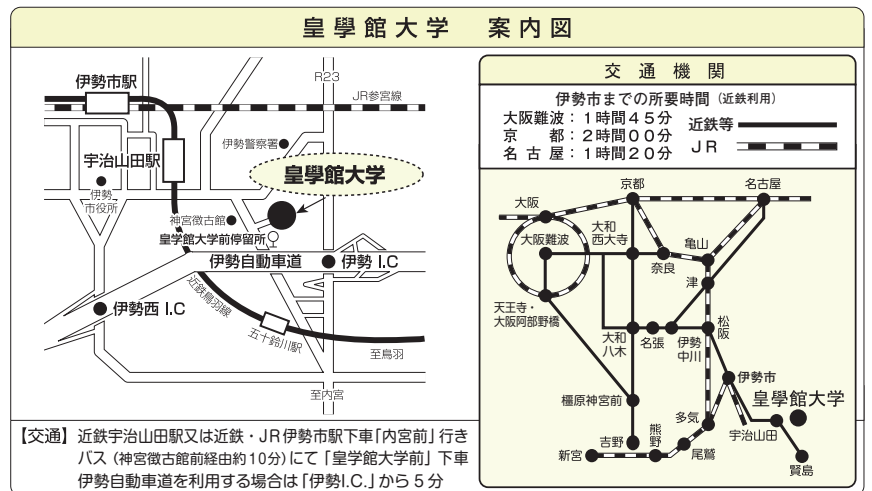 皇學館大学　案内図
伊勢市駅
R23
JR参宮線
伊勢警察署
宇治山田駅
皇學館大学
伊勢
市役所
神宮徴古館
皇学館大学前停留所
伊勢自動車道
伊勢 I.C
近鉄鳥羽線
伊勢西 I.C
五十鈴川駅
至鳥羽
至内宮
【交通】 近鉄宇治山田駅又は近鉄・JR伊勢市駅下車「内宮前」行き
バス（神宮徴古館前経由約10分）にて「皇學館大学前」下車
伊勢自動車道を利用する場合は「伊勢I.C.」から5分
交通機関
伊勢市までの所要時間（近鉄利用）
大阪難波：1時間45分
京　　都：2時間00分
名 古 屋：1時間20分
近鉄等
JR
京都
名古屋
大阪
大和
西大寺
大阪難波
亀山
奈良
津
天王寺・
大阪阿部野橋
大和
八木
名張
伊勢
中川
松阪
伊勢市
皇學館大学
橿原神宮前
多気
宇治山田
吉野
熊野
尾鷲
新宮
賢島